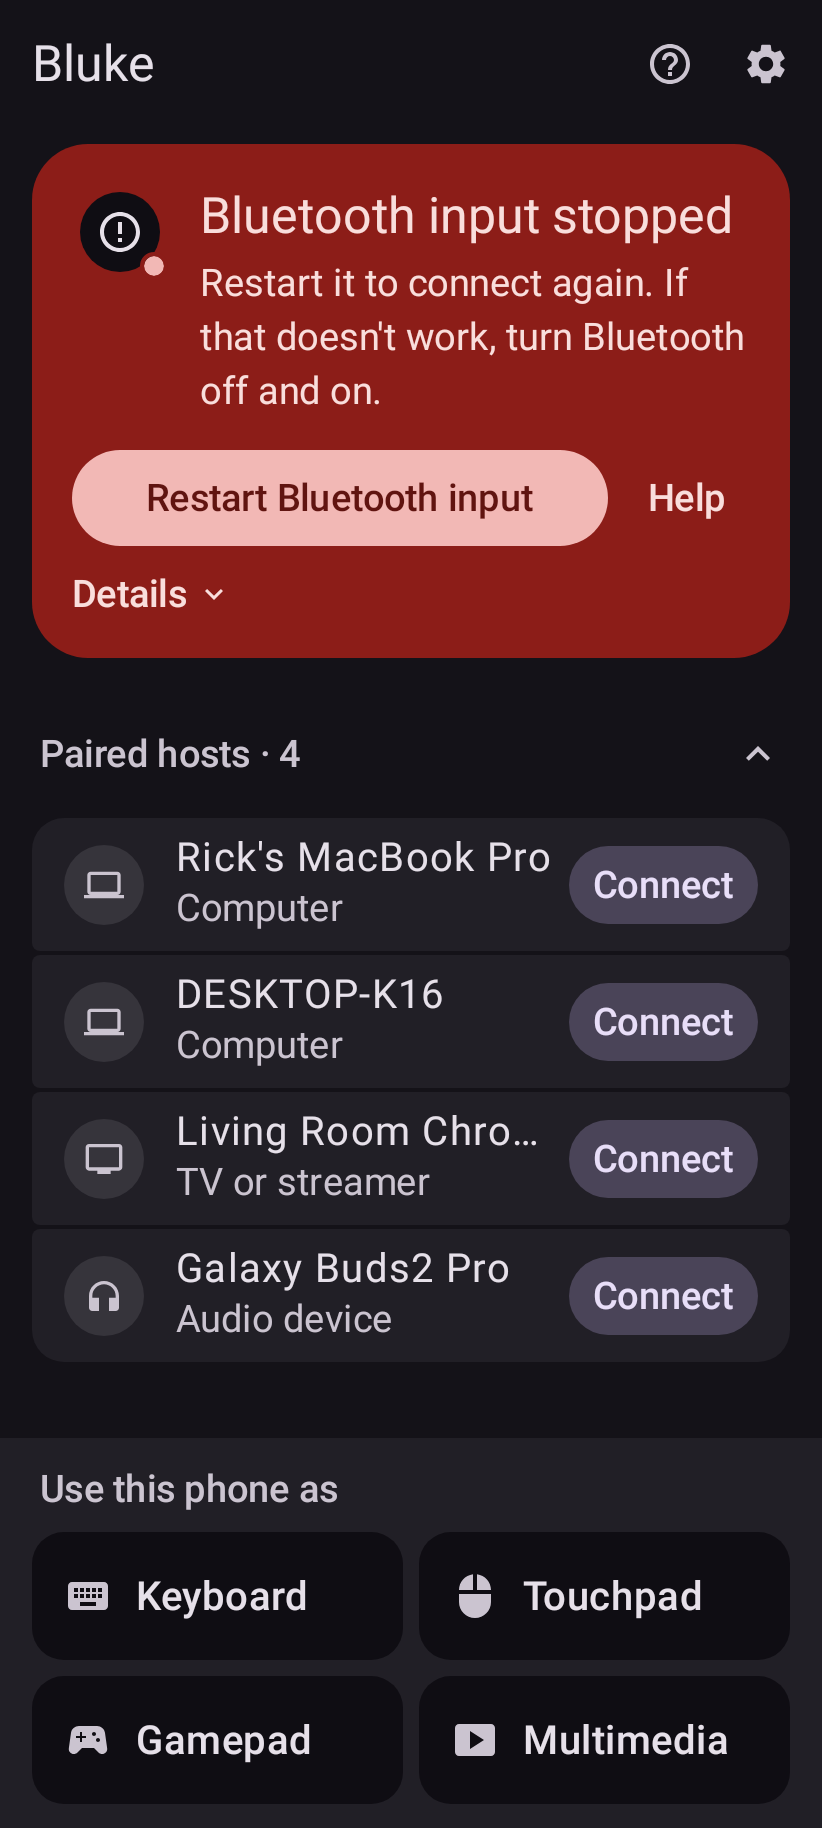 Bluke
Bluetooth input stopped
Restart it to connect again. If
that doesn't work, turn Bluetooth
off and on.
Restart Bluetooth input
Help
Details
Paired hosts · 4
Rick's MacBook Pro
Computer
Connect
DESKTOP-K16
Computer
Connect
Living Room Chro…
TV or streamer
Connect
Galaxy Buds2 Pro
Audio device
Connect
Use this phone as
Keyboard
Touchpad
Gamepad
Multimedia